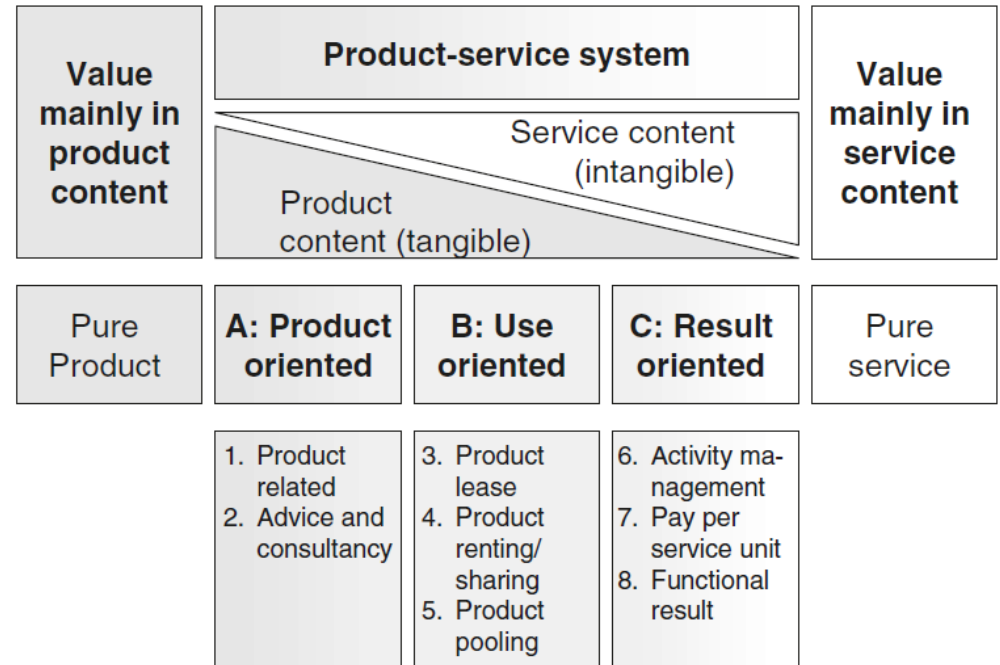 Value
mainly in
product
content
Product-service system
Service content
(intangible)
Product
content (tangible)
Value
mainly in
service
content
Pure
Product
A: Product
oriented
B: Use
oriented
C: Result
oriented
Pure
service
1. Product
related
2. Advice and
consultancy
3. Product
lease
4. Product
renting/
sharing
5. Product
pooling
6. Activity ma-
nagement
7. Pay per
service unit
8. Functional
result